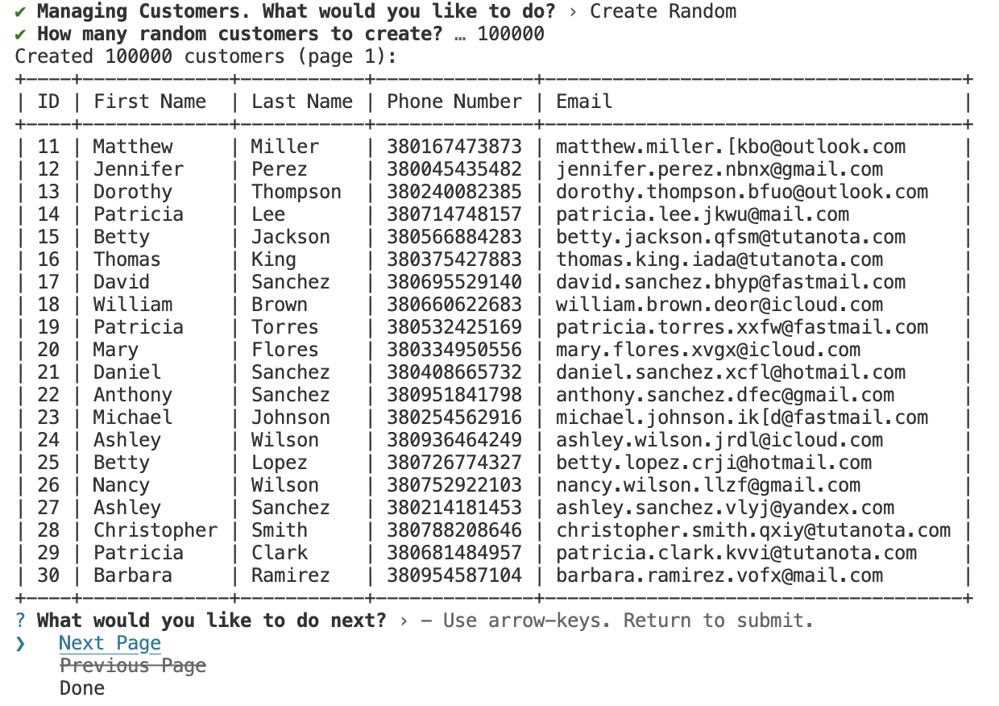 ✔ Managing Customers. What would you like to do? › Create Random
✔ How many random customers to create? … 100000
Created 100000 customers (page 1):
+----+-------------+-----------+--------------+-------------------------------------+
| ID | First Name  | Last Name | Phone Number | Email                               |
+----+-------------+-----------+--------------+-------------------------------------+
| 11 | Matthew     | Miller    | 380167473873 | matthew.miller.[kbo@outlook.com     |
| 12 | Jennifer    | Perez     | 380045435482 | jennifer.perez.nbnx@gmail.com       |
| 13 | Dorothy     | Thompson  | 380240082385 | dorothy.thompson.bfuo@outlook.com   |
| 14 | Patricia    | Lee       | 380714748157 | patricia.lee.jkwu@mail.com          |
| 15 | Betty       | Jackson   | 380566884283 | betty.jackson.qfsm@tutanota.com     |
| 16 | Thomas      | King      | 380375427883 | thomas.king.iada@tutanota.com       |
| 17 | David       | Sanchez   | 380695529140 | david.sanchez.bhyp@fastmail.com     |
| 18 | William     | Brown     | 380660622683 | william.brown.deor@icloud.com       |
| 19 | Patricia    | Torres    | 380532425169 | patricia.torres.xxfw@fastmail.com   |
| 20 | Mary        | Flores    | 380334950556 | mary.flores.xvgx@icloud.com         |
| 21 | Daniel      | Sanchez   | 380408665732 | daniel.sanchez.xcfl@hotmail.com     |
| 22 | Anthony     | Sanchez   | 380951841798 | anthony.sanchez.dfec@gmail.com      |
| 23 | Michael     | Johnson   | 380254562916 | michael.johnson.ik[d@fastmail.com   |
| 24 | Ashley      | Wilson    | 380936464249 | ashley.wilson.jrdl@icloud.com       |
| 25 | Betty       | Lopez     | 380726774327 | betty.lopez.crji@hotmail.com        |
| 26 | Nancy       | Wilson    | 380752922103 | nancy.wilson.llzf@gmail.com         |
| 27 | Ashley      | Sanchez   | 380214181453 | ashley.sanchez.vlyj@yandex.com      |
| 28 | Christopher | Smith     | 380788208646 | christopher.smith.qxiy@tutanota.com |
| 29 | Patricia    | Clark     | 380681484957 | patricia.clark.kvvi@tutanota.com    |
| 30 | Barbara     | Ramirez   | 380954587104 | barbara.ramirez.vofx@mail.com       |
+----+-------------+-----------+--------------+-------------------------------------+
? What would you like to do next? › - Use arrow-keys. Return to submit.
❯   Next Page
    Previous Page
    Done